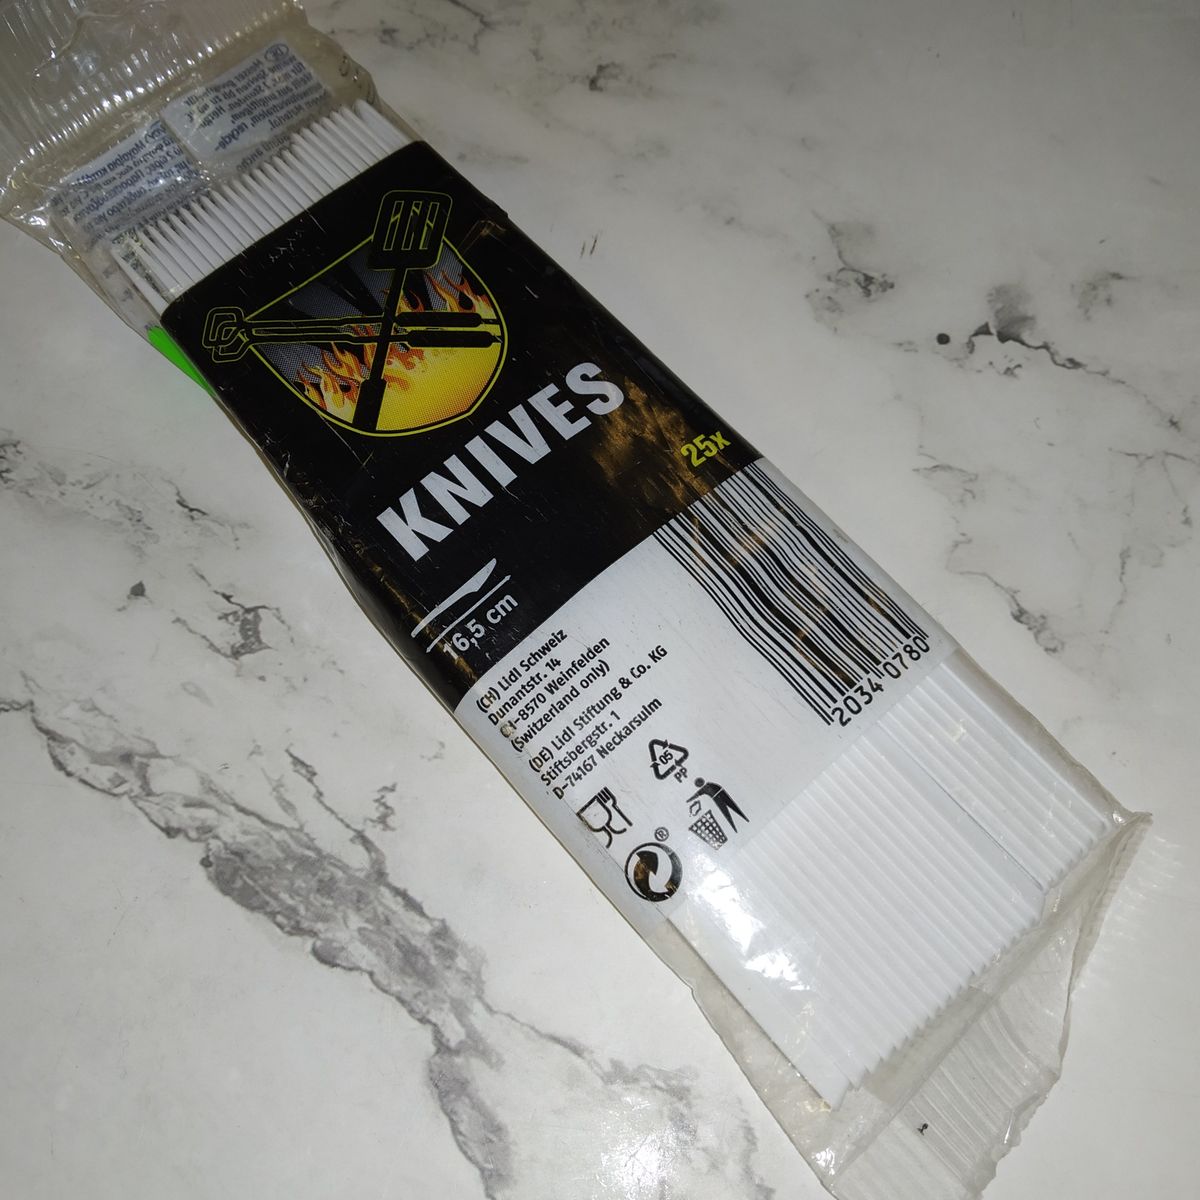 KNIVES
25x
16,5 cm
(CH) Lidl Schweiz
Dunantstr. 14
CH-8570 Weinfelden
(Switzerland only)
(DE) Lidl Stiftung & Co. KG
Stiftsbergstr. 1
D-74167 Neckarsulm
2034 0780
05
PP
®